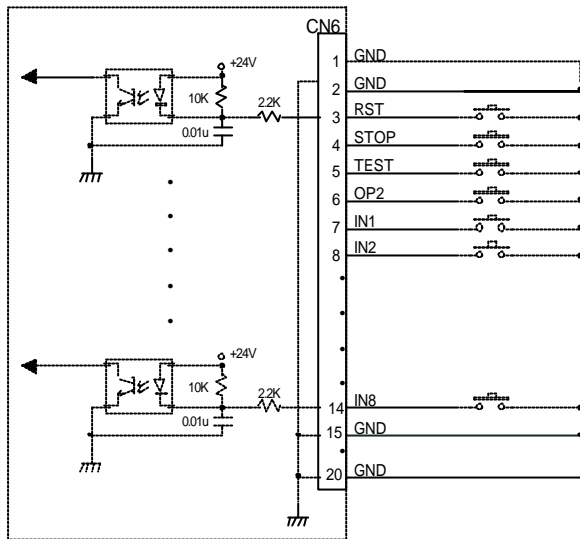 CN6
1 GND
+24V
2 GND
10K
2.2K
3 RST
0.01u
4 STOP
5 TEST
6 OP2
7 IN1
8 IN2
+24V
10K
2.2K
14 IN8
0.01u
15 GND
20 GND